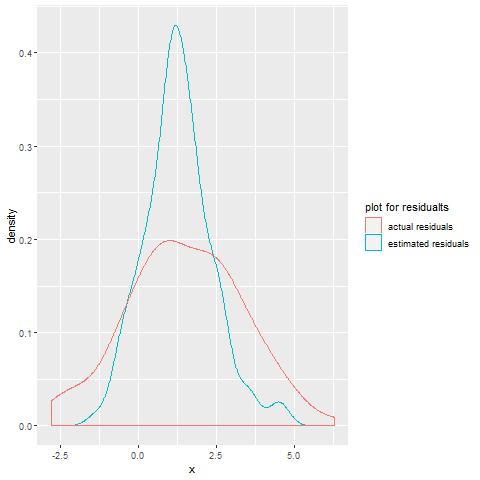 0.4
0.3
0.2
0.1
0.0
density
-2.5
0.0
2.5
5.0
x
plot for residualts
actual residuals
estimated residuals